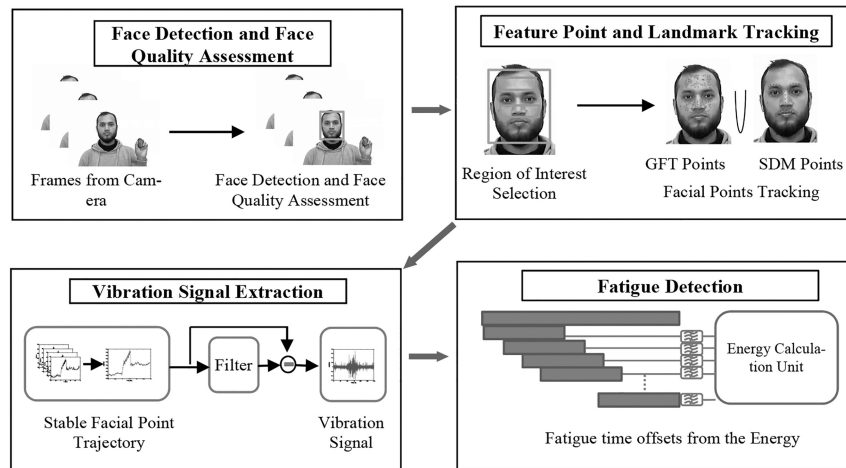 Face Detection and Face
Quality Assessment
Frames from Cam-
era
Face Detection and Face
Quality Assessment
Feature Point and Landmark Tracking
Region of Interest
Selection
GFT Points
SDM Points
Facial Points Tracking
Vibration Signal Extraction
Filter
Stable Facial Point
Trajectory
Vibration
Signal
Fatigue Detection
Energy Calcula-
tion Unit
Fatigue time offsets from the Energy